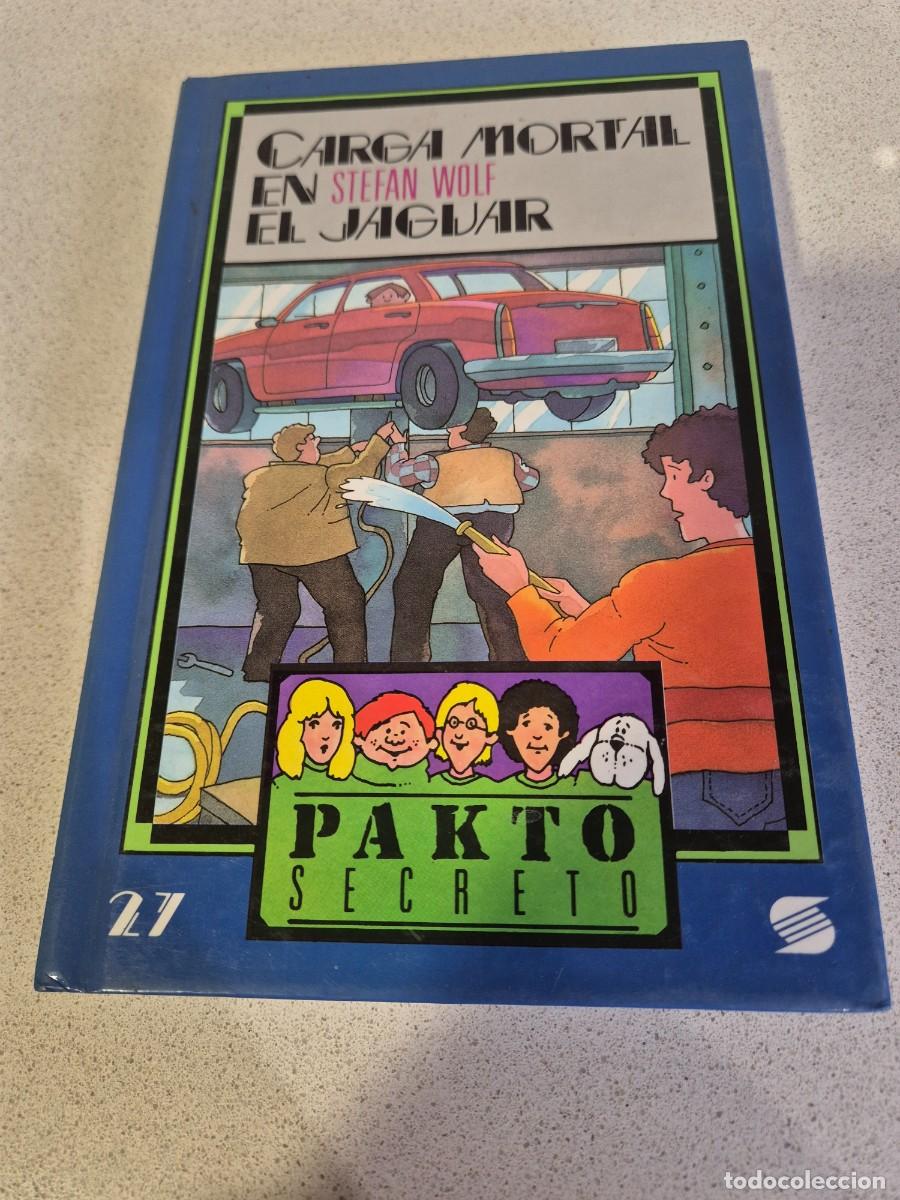 CARGA MORTAL
EN STEFAN WOLF
EL JAGUAR
PAKTO
SECRETO
27
todocoleccion